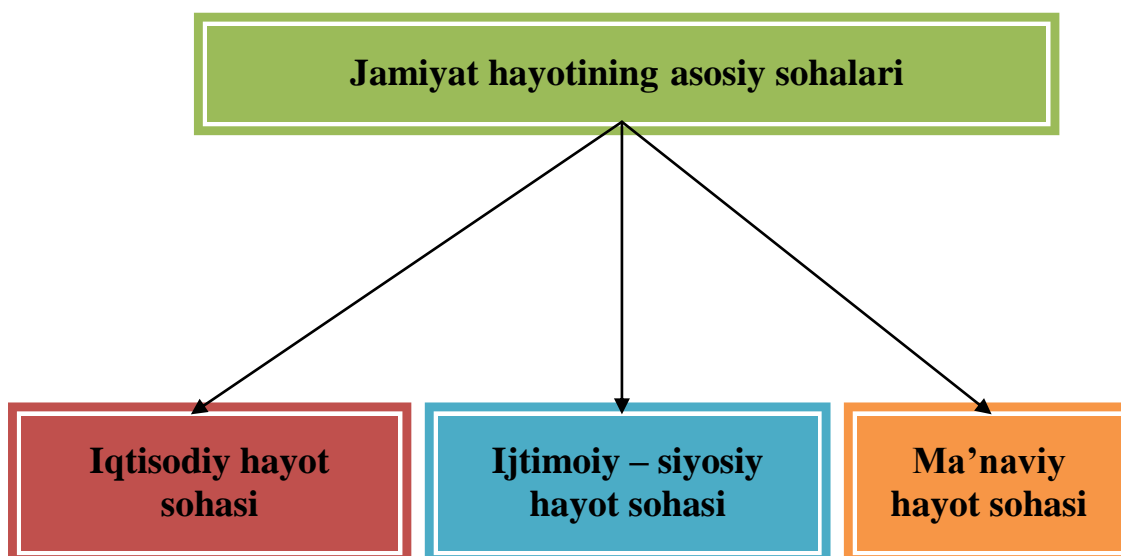 Jamiyat hayotining asosiy sohalari
Iqtisodiy hayot
sohasi
Ijtimoiy – siyosiy
hayot sohasi
Ma’naviy
hayot sohasi